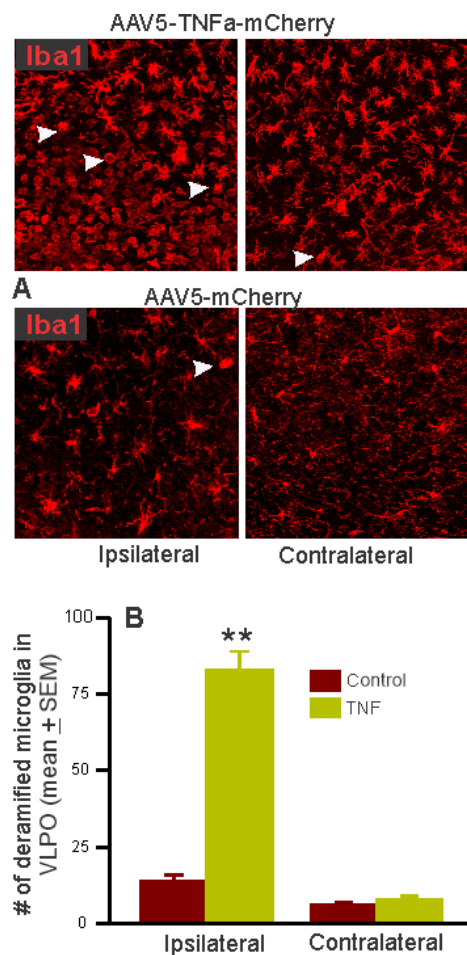 AAV5-TNFa-mCherry
Iba1
A
AAV5-mCherry
Iba1
Ipsilateral
Contralateral
B
# of deramified microglia in
VLPO (mean ± SEM)
100
75
50
25
0
**
Control
TNF
Ipsilateral
Contralateral